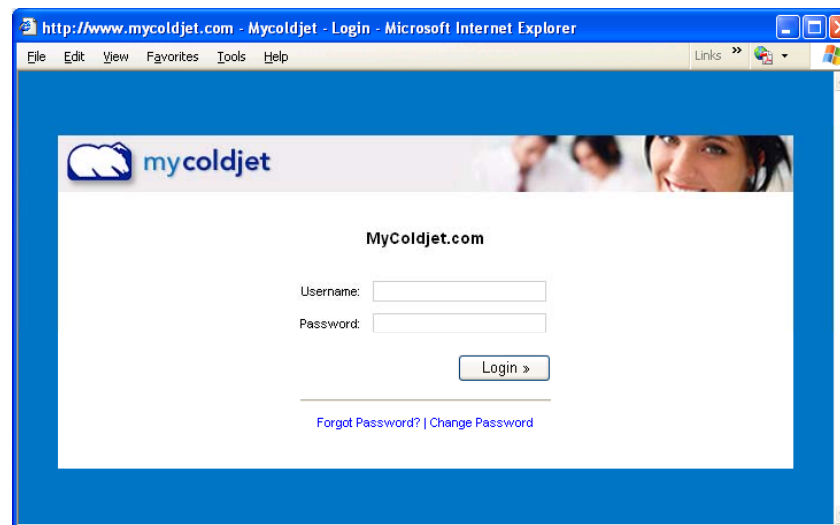 http://www.mycoldjet.com - Mycoldjet - Login - Microsoft Internet Explorer
File Edit View Favorites Tools Help Links »
mycoldjet
MyColdjet.com
Username:
Password:
Login »
Forgot Password? | Change Password